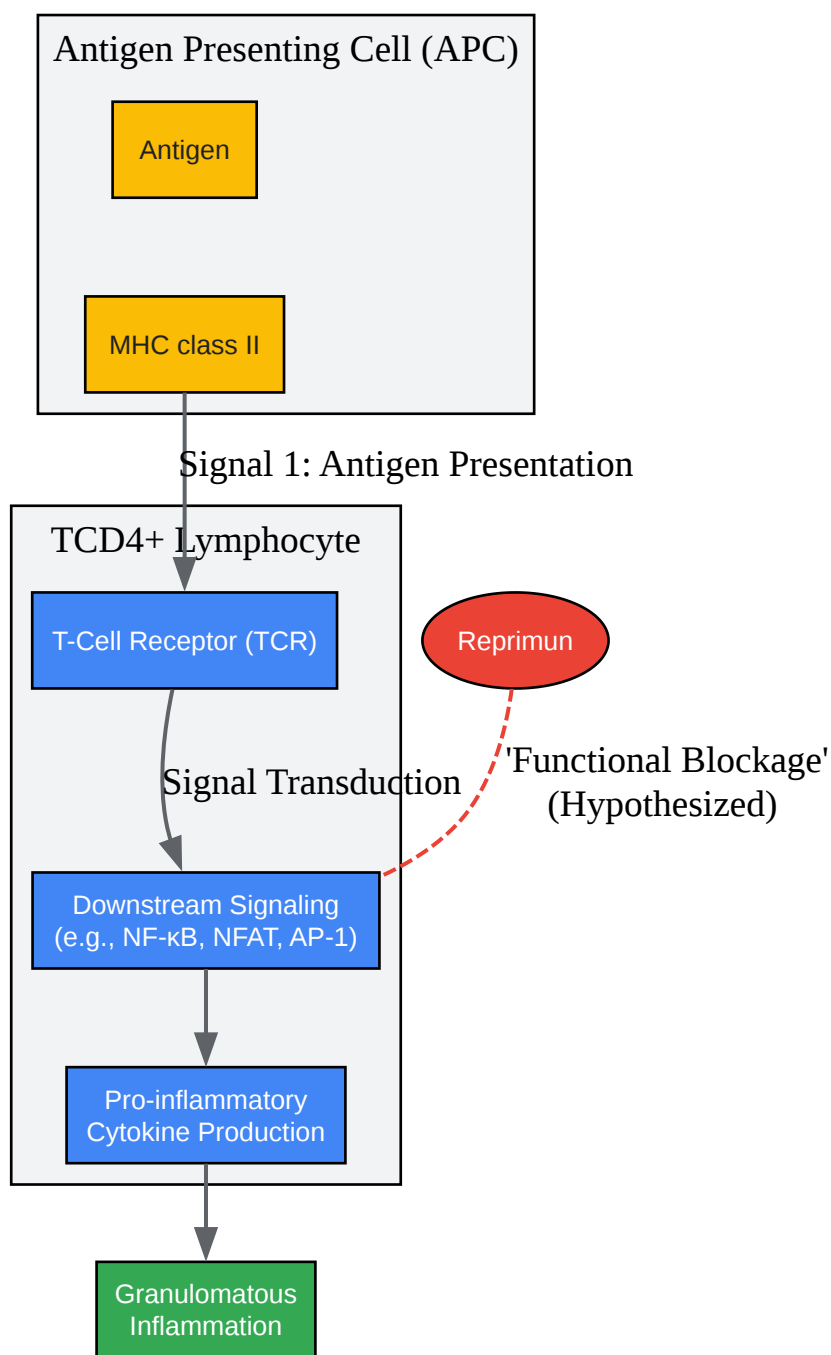 Antigen Presenting Cell (APC)
Antigen
MHC class II
Signal 1: Antigen Presentation
TCD4+ Lymphocyte
T-Cell Receptor (TCR)
Reprimun
Signal Transduction
'Functional Blockage'
(Hypothesized)
Downstream Signaling
(e.g., NF-κB, NFAT, AP-1)
Pro-inflammatory
Cytokine Production
Granulomatous
Inflammation